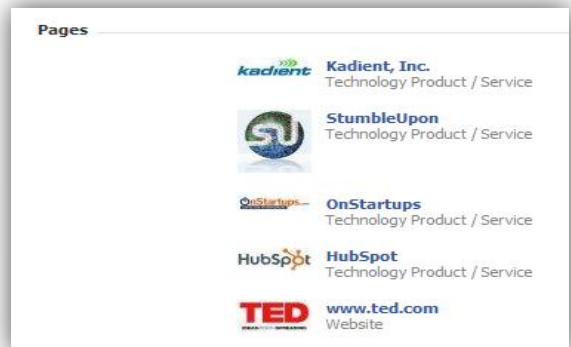 Pages
kadient Kadient, Inc.
Technology Product / Service
SU StumbleUpon
Technology Product / Service
OnStartups OnStartups
Technology Product / Service
HubSpot HubSpot
Technology Product / Service
TED www.ted.com
Website